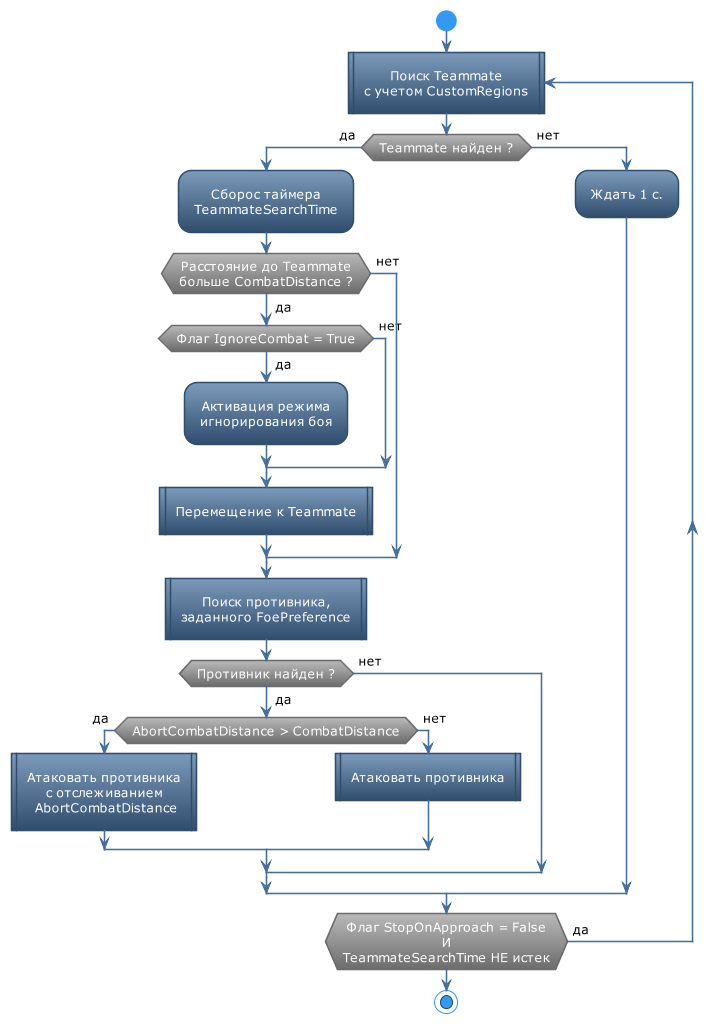 Поиск Teammate
с учетом CustomRegions
да
Teammate найден ?
нет
Сборос таймера
TeammateSearchTime
Ждать 1 с.
Расстояние до Teammate
больше CombatDistance ?
нет
да
Флаг IgnoreCombat = True
нет
да
Активация режима
игнорирования боя
Перемещение к Teammate
Поиск противника,
заданного FoePreference
Противник найден ?
нет
да
да
AbortCombatDistance > CombatDistance
нет
Атаковать противника
с отслеживанием
AbortCombatDistance
Атаковать противника
Флаг StopOnApproach = False
И
TeammateSearchTime НЕ истек
да